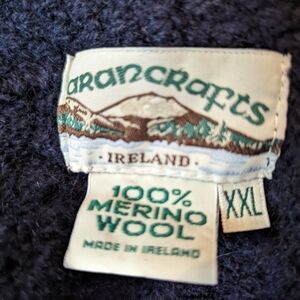 arancrafts
· IRELAND ·
100%
MERINO
WOOL
MADE IN IRELAND
XXL